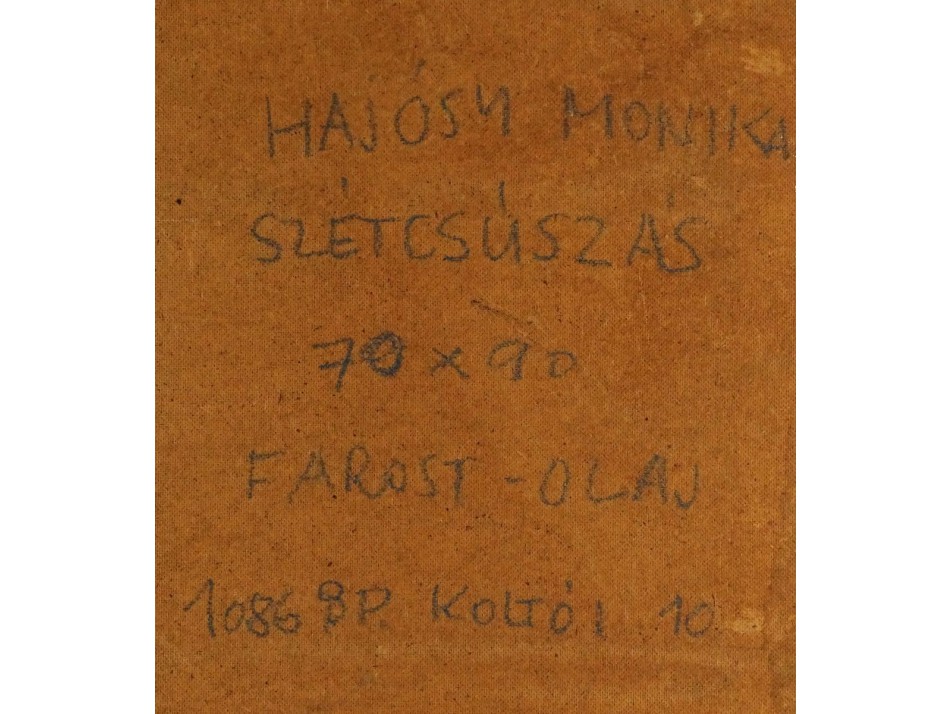 HAJÓSY MONIKA
SZÉTCSÚSZÁS
70 x 90
FAROST - OLAJ
1086 BP. KOLTÓI 10